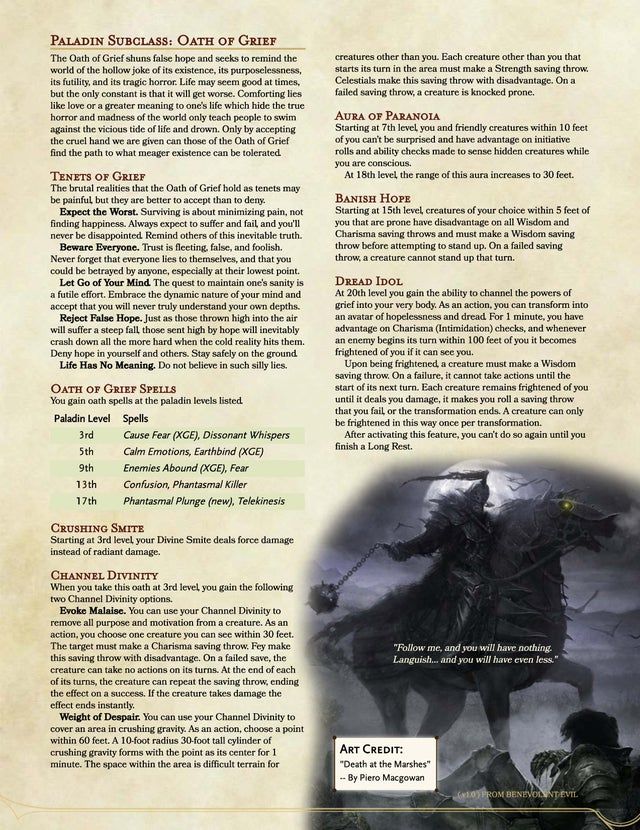 Paladin Subclass: Oath of Grief
The Oath of Grief shuns false hope and seeks to remind the
world of the hollow joke of its existence, its purposelessness,
its futility, and its tragic horror. Life may seem good at times,
but the only constant is that it will get worse. Comforting lies
like love or a greater meaning to one's life which hide the true
horror and madness of the world only teach people to swim
against the vicious tide of life and drown. Only by accepting
the cruel hand we are given can those of the Oath of Grief
find the path to what meager existence can be tolerated.
Tenets of Grief
The brutal realities that the Oath of Grief hold as tenets may
be painful, but they are better to accept than to deny.
Expect the Worst. Surviving is about minimizing pain, not
finding happiness. Always expect to suffer and fail, and you'll
never be disappointed. Remind others of this inevitable truth.
Beware Everyone. Trust is fleeting, false, and foolish.
Never forget that everyone lies to themselves, and that you
could be betrayed by anyone, especially at their lowest point.
Let Go of Your Mind. The quest to maintain one's sanity is
a futile effort. Embrace the dynamic nature of your mind and
accept that you will never truly understand your own depths.
Reject False Hope. Just as those thrown high into the air
will suffer a steep fall, those sent high by hope will inevitably
crash down all the more hard when the cold reality hits them.
Deny hope in yourself and others. Stay safely on the ground.
Life Has No Meaning. Do not believe in such silly lies.
Oath of Grief Spells
You gain oath spells at the paladin levels listed.
Paladin Level Spells
3rd Cause Fear (XGE), Dissonant Whispers
5th Calm Emotions, Earthbind (XGE)
9th Enemies Abound (XGE), Fear
13th Confusion, Phantasmal Killer
17th Phantasmal Plunge (new), Telekinesis
Crushing Smite
Starting at 3rd level, your Divine Smite deals force damage
instead of radiant damage.
Channel Divinity
When you take this oath at 3rd level, you gain the following
two Channel Divinity options.
Evoke Malaise. You can use your Channel Divinity to
remove all purpose and motivation from a creature. As an
action, you choose one creature you can see within 30 feet.
The target must make a Charisma saving throw. Fey make
this saving throw with disadvantage. On a failed save, the
creature can take no actions on its turns. At the end of each
of its turns, the creature can repeat the saving throw, ending
the effect on a success. If the creature takes damage the
effect ends instantly.
Weight of Despair. You can use your Channel Divinity to
cover an area in crushing gravity. As an action, choose a point
within 60 feet. A 10-foot radius 30-foot tall cylinder of
crushing gravity forms with the point as its center for 1
minute. The space within the area is difficult terrain for
creatures other than you. Each creature other than you that
starts its turn in the area must make a Strength saving throw.
Celestials make this saving throw with disadvantage. On a
failed saving throw, a creature is knocked prone.
Aura of Paranoia
Starting at 7th level, you and friendly creatures within 10 feet
of you can't be surprised and have advantage on initiative
rolls and ability checks made to sense hidden creatures while
you are conscious.
At 18th level, the range of this aura increases to 30 feet.
Banish Hope
Starting at 15th level, creatures of your choice within 5 feet of
you that are prone have disadvantage on all Wisdom and
Charisma saving throws and must make a Wisdom saving
throw before attempting to stand up. On a failed saving
throw, a creature cannot stand up that turn.
Dread Idol
At 20th level you gain the ability to channel the powers of
grief into your very body. As an action, you can transform into
an avatar of hopelessness and dread. For 1 minute, you have
advantage on Charisma (Intimidation) checks, and whenever
an enemy begins its turn within 100 feet of you it becomes
frightened of you if it can see you.
Upon being frightened, a creature must make a Wisdom
saving throw. On a failure, it cannot take actions until the
start of its next turn. Each creature remains frightened of you
until it deals you damage, it makes you roll a saving throw
that you fail, or the transformation ends. A creature can only
be frightened in this way once per transformation.
After activating this feature, you can't do so again until you
finish a Long Rest.
"Follow me, and you will have nothing.
Languish... and you will have even less."
Art Credit:
"Death at the Marshes"
-- By Piero Macgowan
(v1.0) FROM BENEVOLENT EVIL